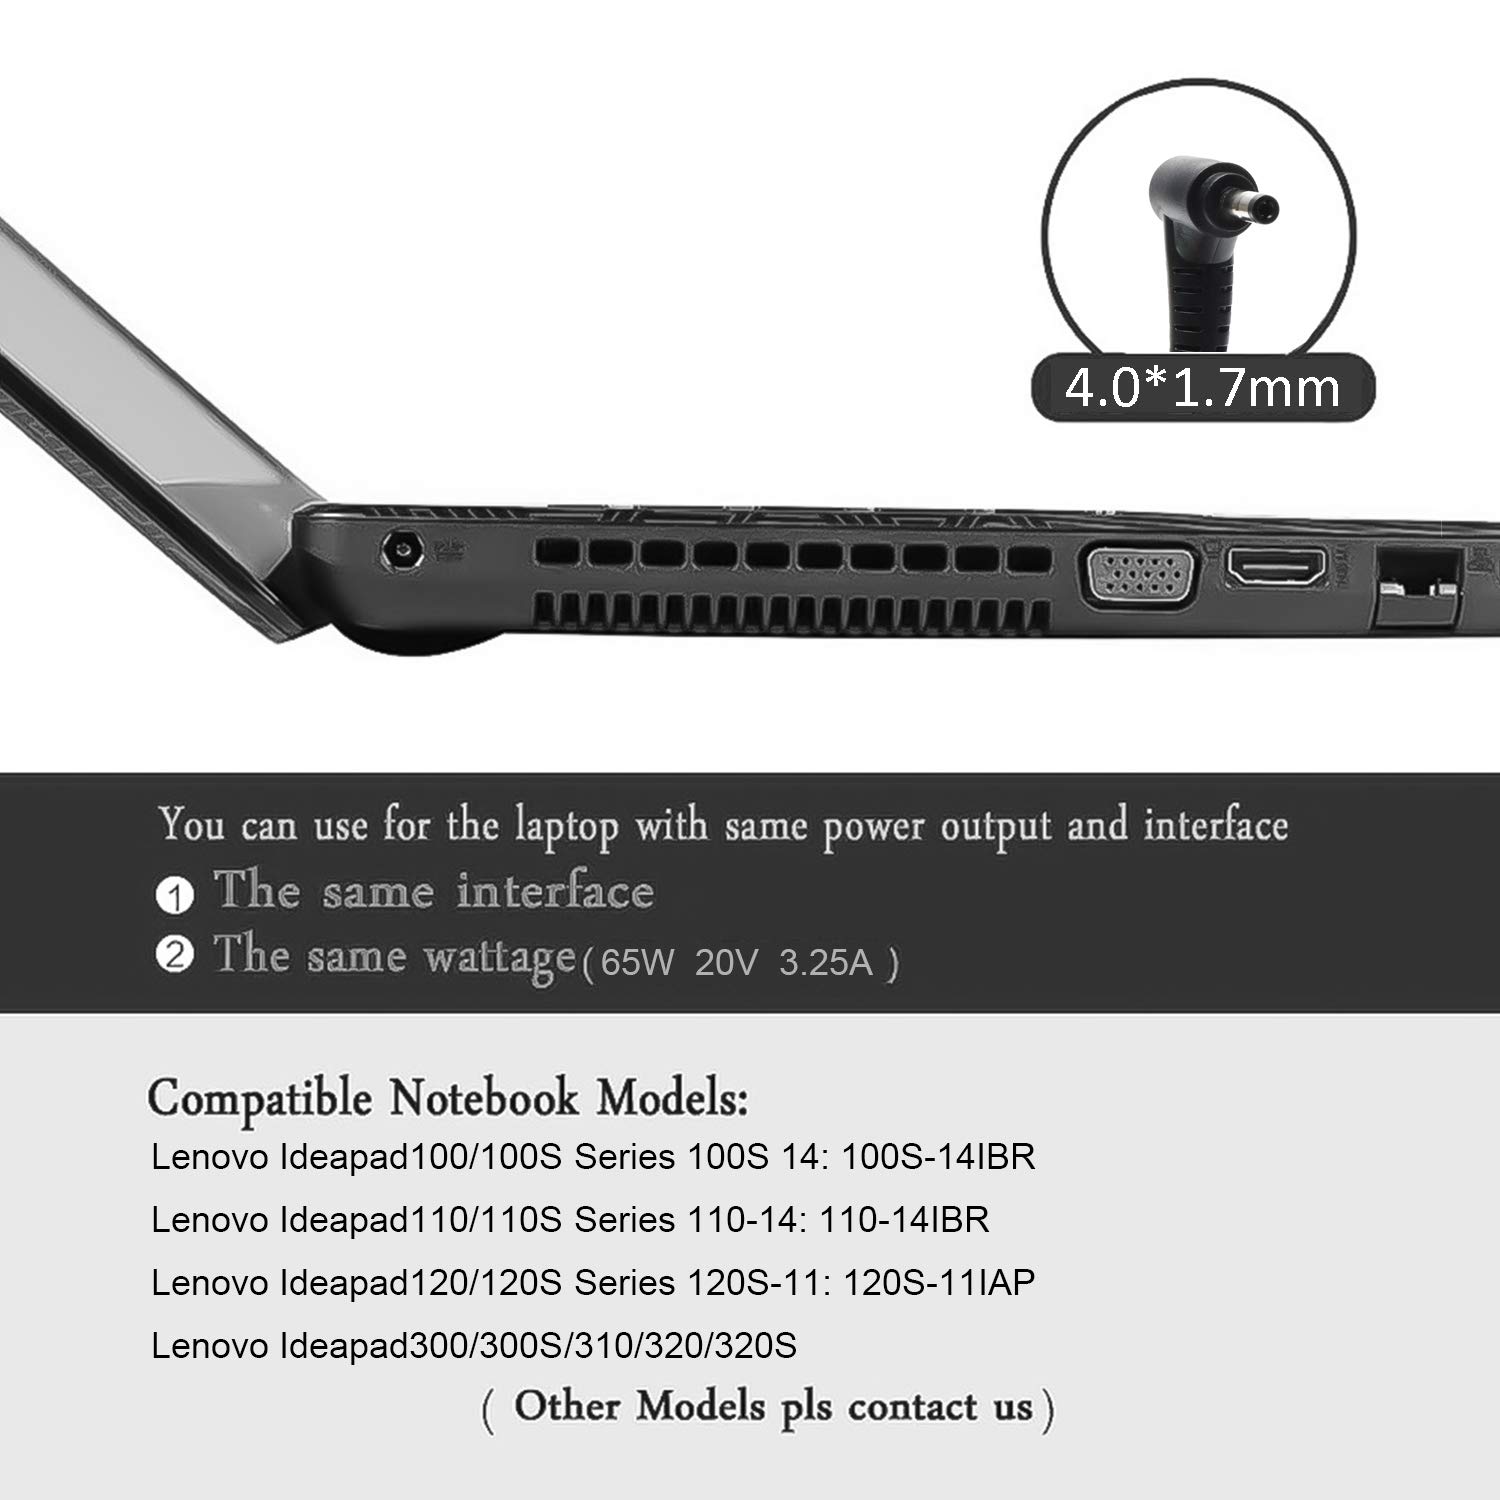 4.0*1.7mm
You can use for the laptop with same power output and interface
1 The same interface
2 The same wattage(65W 20V 3.25A )
Compatible Notebook Models:
Lenovo Ideapad100/100S Series 100S 14: 100S-14IBR
Lenovo Ideapad110/110S Series 110-14: 110-14IBR
Lenovo Ideapad120/120S Series 120S-11: 120S-11IAP
Lenovo Ideapad300/300S/310/320/320S
( Other Models pls contact us )